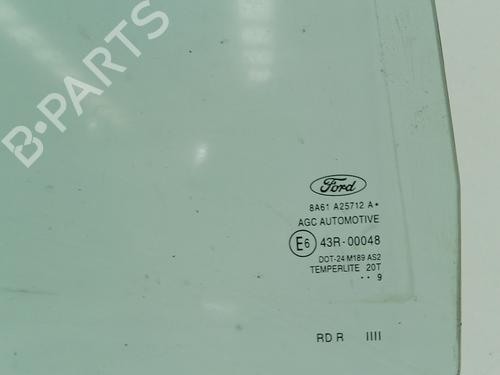 B-PARTS
Ford
8A61 A25712 A•
AGC AUTOMOTIVE
E6 43R-00048
DOT-24 M189 AS2
TEMPERLITE 20T
·· 9
RD R IIII